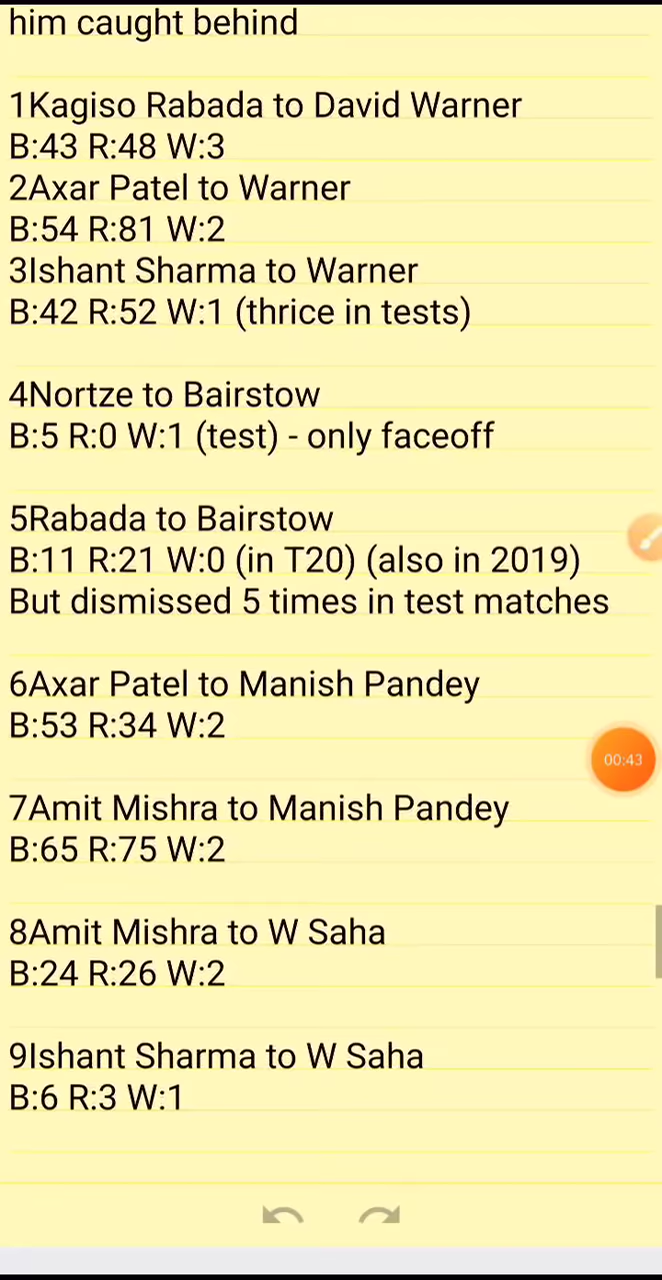 him caught behind
1Kagiso Rabada to David Warner
B:43 R:48 W:3
2Axar Patel to Warner
B:54 R:81 W:2
3Ishant Sharma to Warner
B:42 R:52 W:1 (thrice in tests)
4Nortze to Bairstow
B:5 R:0 W:1 (test) - only faceoff
5Rabada to Bairstow
B:11 R:21 W:0 (in T20) (also in 2019)
But dismissed 5 times in test matches
6Axar Patel to Manish Pandey
B:53 R:34 W:2
00:43
7Amit Mishra to Manish Pandey
B:65 R:75 W:2
8Amit Mishra to W Saha
B:24 R:26 W:2
9Ishant Sharma to W Saha
B:6 R:3 W:1